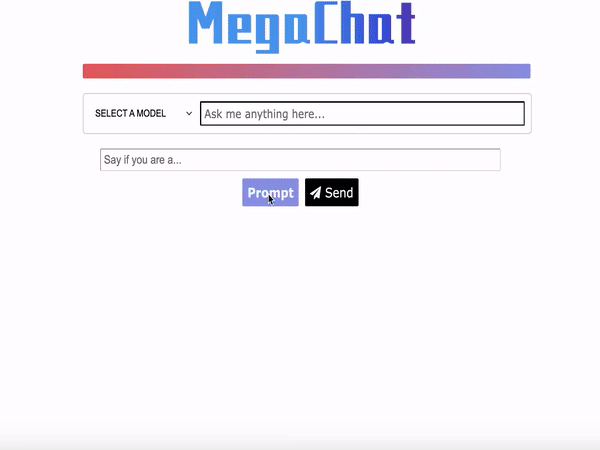 MegaChat
SELECT A MODEL
Ask me anything here...
Say if you are a...
Prompt
Send